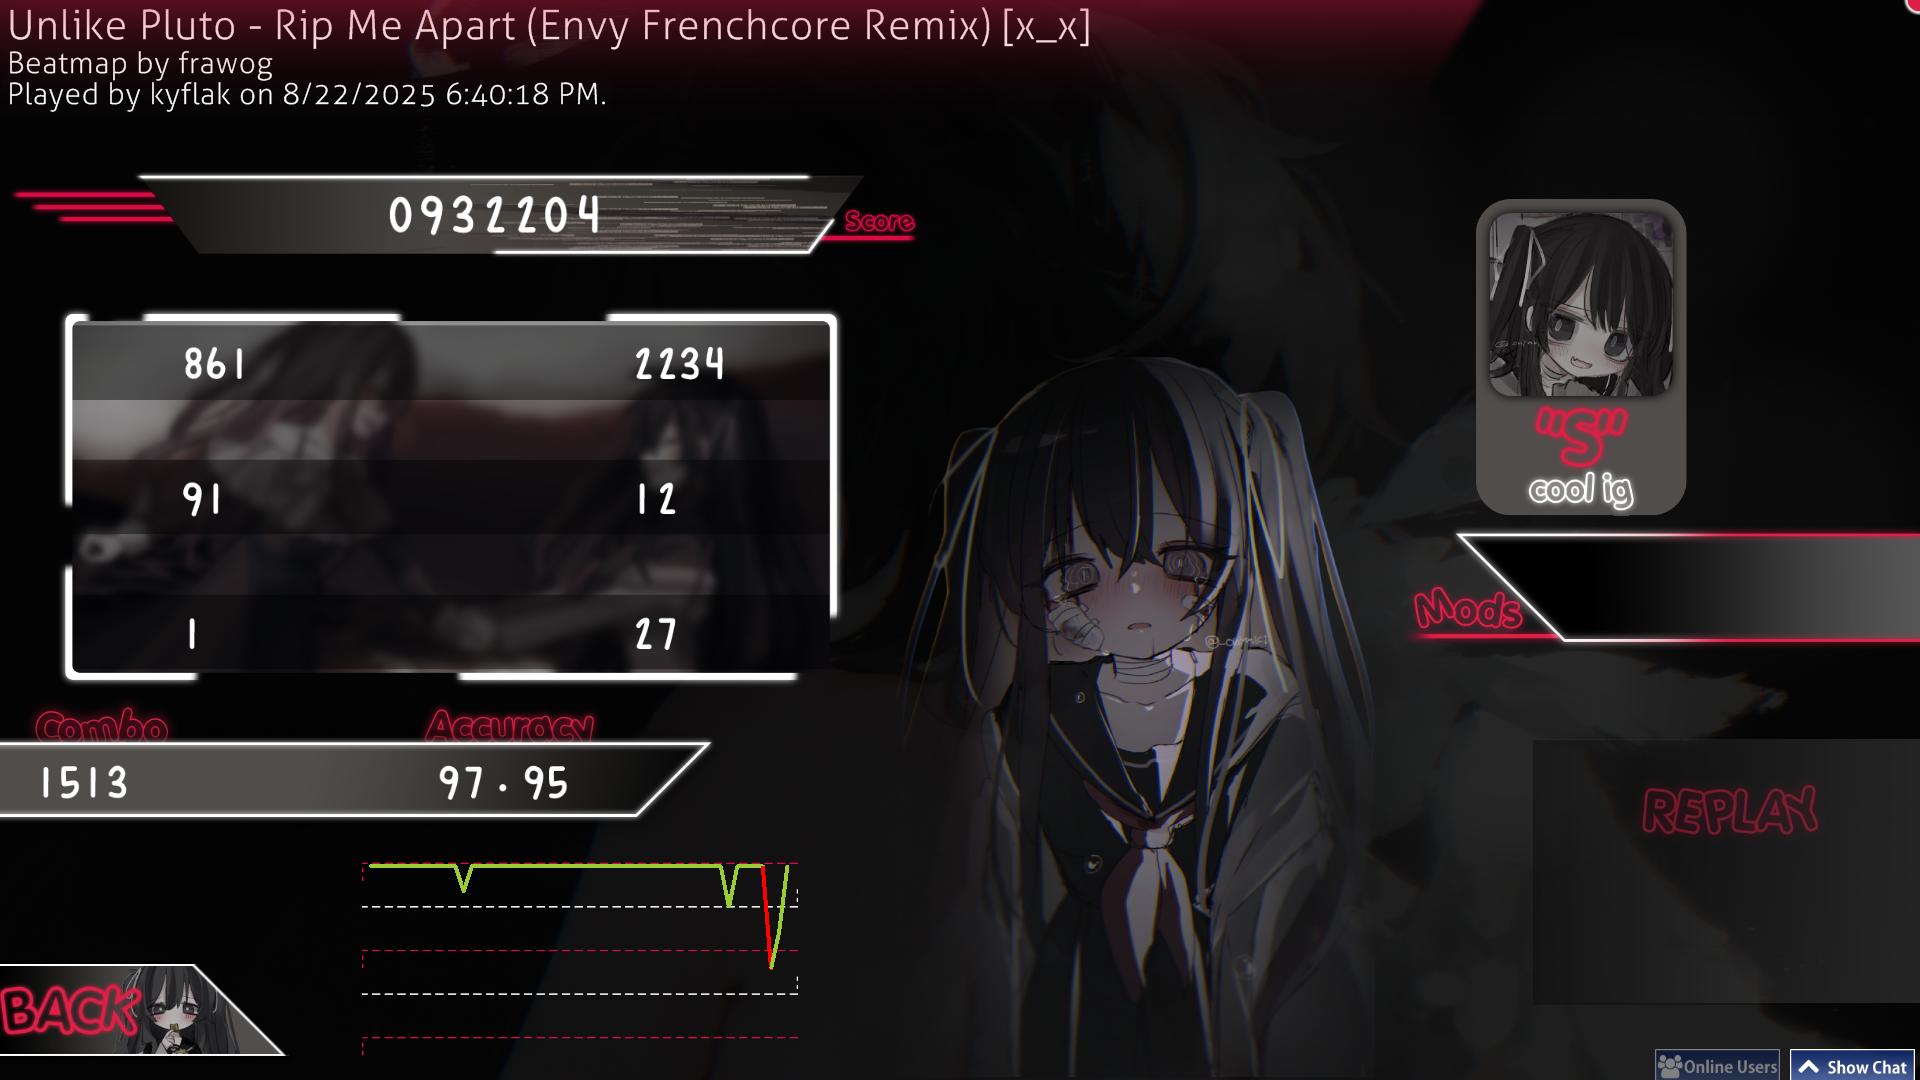 Unlike Pluto - Rip Me Apart (Envy Frenchcore Remix) [x_x]
Beatmap by frawog
Played by kyflak on 8/22/2025 6:40:18 PM.
0932204
Score
861 2234
91 12
1 27
Combo Accuracy
1513 97.95
"S"
cool ig
Mods
REPLAY
BACK
Online Users
Show Chat